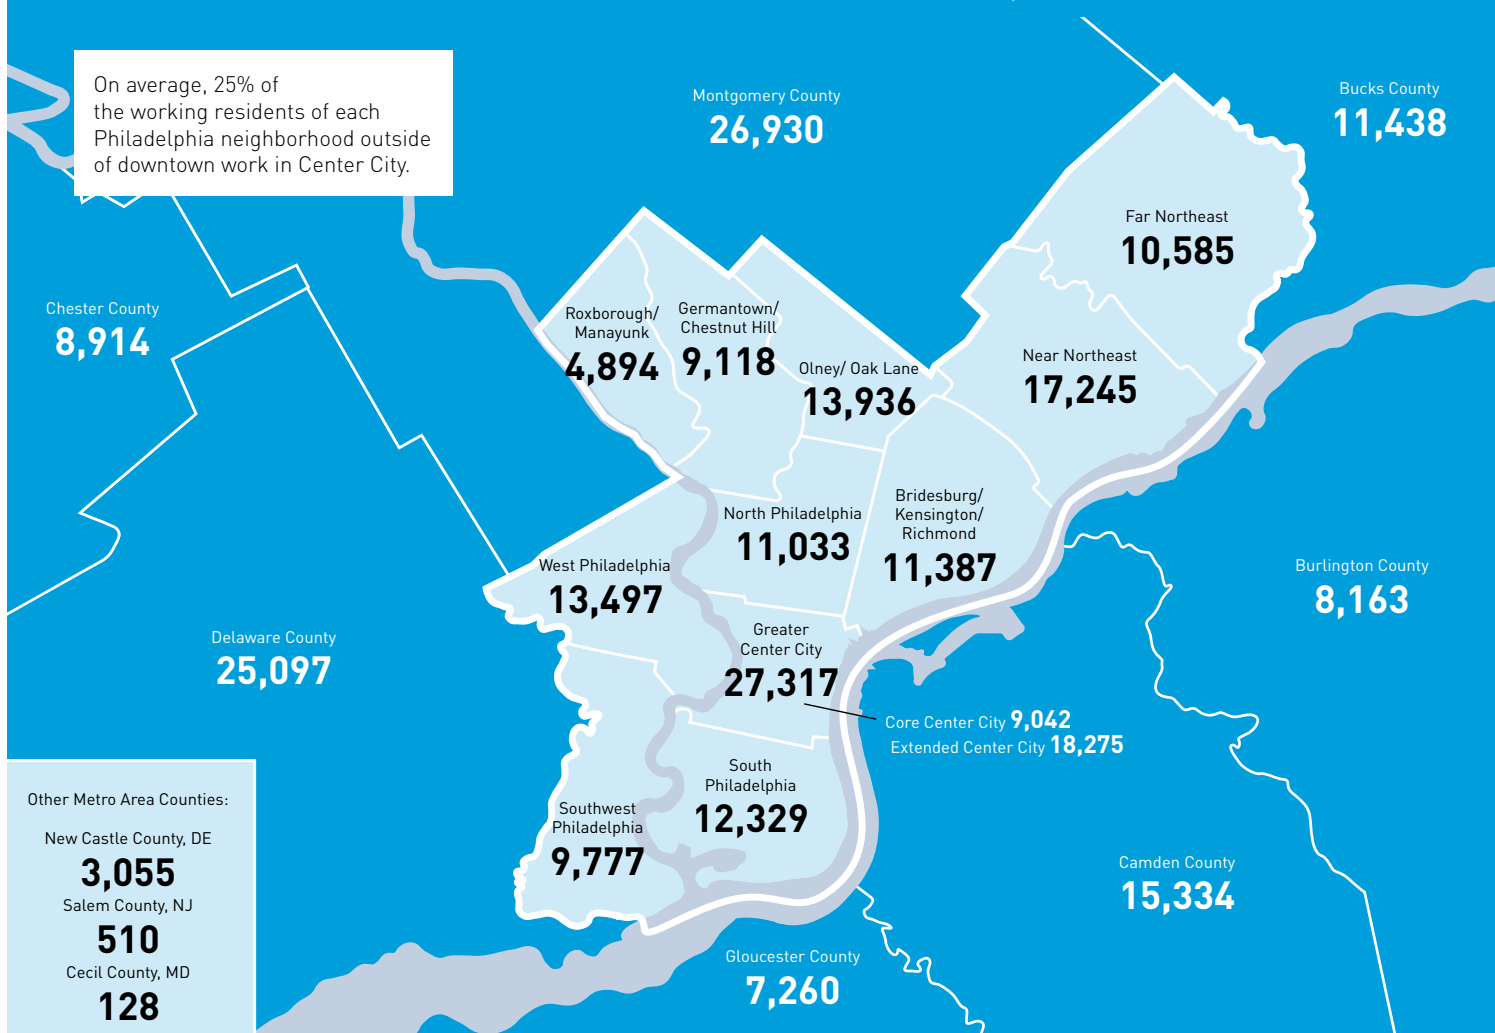 On average, 25% of
the working residents of each
Philadelphia neighborhood outside
of downtown work in Center City.
Montgomery County
26,930
Bucks County
11,438
Far Northeast
10,585
Chester County
8,914
Roxborough/
Manayunk
4,894
Germantown/
Chestnut Hill
9,118
Olney/ Oak Lane
13,936
Near Northeast
17,245
North Philadelphia
11,033
Bridesburg/
Kensington/
Richmond
11,387
West Philadelphia
13,497
Burlington County
8,163
Delaware County
25,097
Greater
Center City
27,317
Core Center City 9,042
Extended Center City 18,275
South
Philadelphia
12,329
Southwest
Philadelphia
9,777
Other Metro Area Counties:
New Castle County, DE
3,055
Salem County, NJ
510
Cecil County, MD
128
Camden County
15,334
Gloucester County
7,260